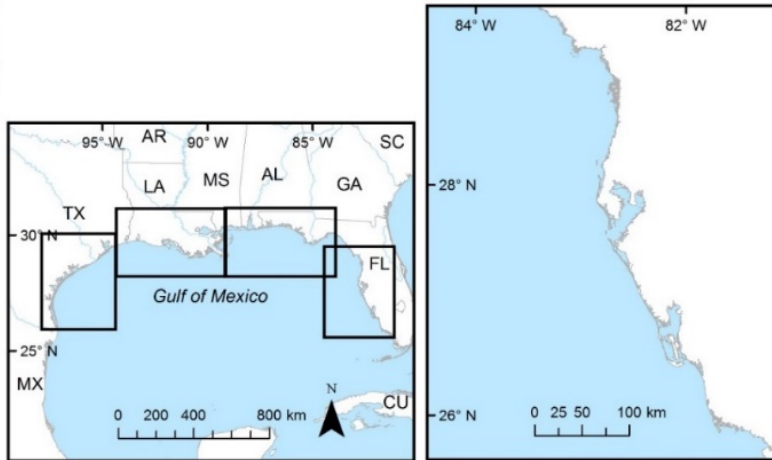 95° W 90° W 85° W
AR
SC
LA
MS
AL
GA
TX
30° N
FL
Gulf of Mexico
25° N
MX
N
CU
0 200 400 800 km
84° W 82° W
28° N
26° N
0 25 50 100 km